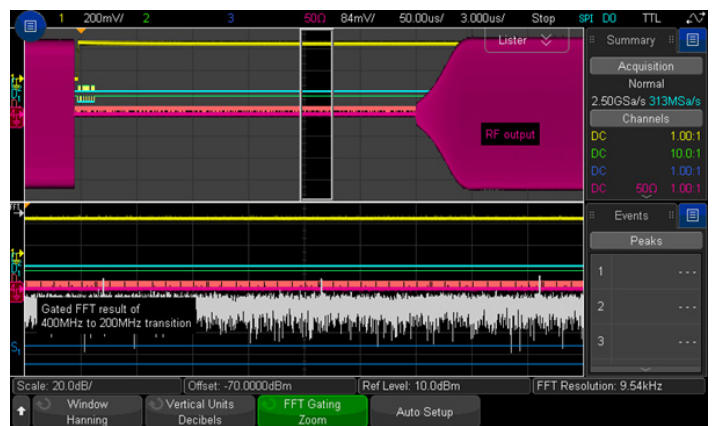 1 200mV/ 2 3 50Ω 84mV/ 50.00us/ 3.000us/ Stop SPI D0 TTL
Lister
Summary
Acquisition
Normal
2.50GSa/s 313MSa/s
Channels
DC 1.00:1
DC 10.0:1
DC 1.00:1
DC 50Ω 1.00:1
RF output
FFT
Events
Peaks
1 ---
2 ---
3 ---
Gated FFT result of
400MHz to 200MHz transition
S1
Scale: 20.0dB/ Offset: -70.0000dBm Ref Level: 10.0dBm FFT Resolution: 9.54kHz
Window
Hanning
Vertical Units
Decibels
FFT Gating
Zoom
Auto Setup